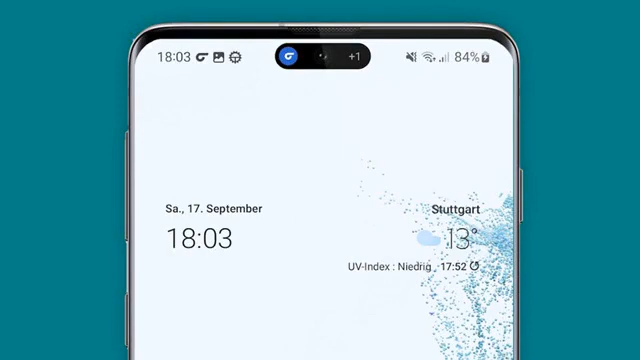 18:03 +1 84%
Sa., 17. September
Stuttgart
18:03
13°
UV-Index : Niedrig 17:52